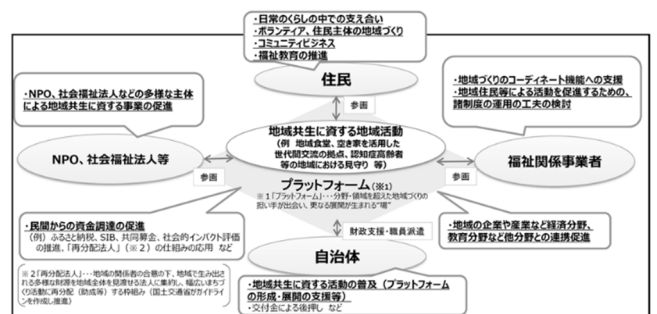 ・日常のくらしの中での支え合い
・ボランティア、住民主体の地域づくり
・コミュニティビジネス
・福祉教育の推進
住民
・NPO、社会福祉法人などの多様な主体
による地域共生に資する事業の促進
・地域づくりのコーディネート機能への支援
・地域住民等による活動を促進するための、
諸制度の運用の工夫の検討
参画
地域共生に資する地域活動
(例 地域食堂、空き家を活用した
世代間交流の拠点、認知症高齢者
等の地域における見守り 等)
NPO、社会福祉法人等
福祉関係事業者
参画
参画
プラットフォーム(※1)
※1「プラットフォーム」・・・分野・領域を超えた地域づくりの
担い手が出会い、更なる展開が生まれる“場”
・民間からの資金調達の促進
(例)ふるさと納税、SIB、共同募金、社会的インパクト評価
の推進、「再分配法人」(※2)の仕組みの応用 など
・地域の企業や産業など経済分野、
教育分野など他分野との連携促進
財政支援・職員派遣
自治体
※2「再分配法人」・・・地域の関係者の合意の下、地域で生み出さ
れる多様な財源を地域全体を見渡せる法人に集約し、幅広いまちづ
くり活動に再分配(助成等)する枠組み(国土交通省がガイドライ
ンを作成し推進)
・地域共生に資する活動の普及(プラットフォーム
の形成・展開の支援等)
・交付金による後押し など